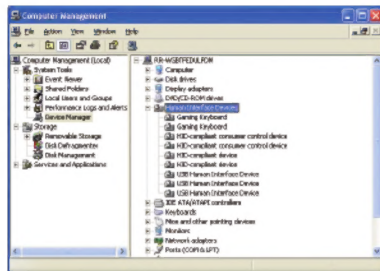 Computer Management
File Action View Window Help
Computer Management (Local)
System Tools
Event Viewer
Shared Folders
Local Users and Groups
Performance Logs and Alerts
Device Manager
Storage
Removable Storage
Disk Defragmenter
Disk Management
Services and Applications
Computer
Disk drives
Display adapters
DVD/CD-ROM drives
Human Interface Devices
Gaming Keyboard
Gaming Keyboard
HID-compliant consumer control device
HID-compliant consumer control device
HID-compliant device
HID-compliant device
USB Human Interface Device
USB Human Interface Device
IDE ATA/ATAPI controllers
Keyboards
Mice and other pointing devices
Monitors
Network adapters
Ports (COM & LPT)